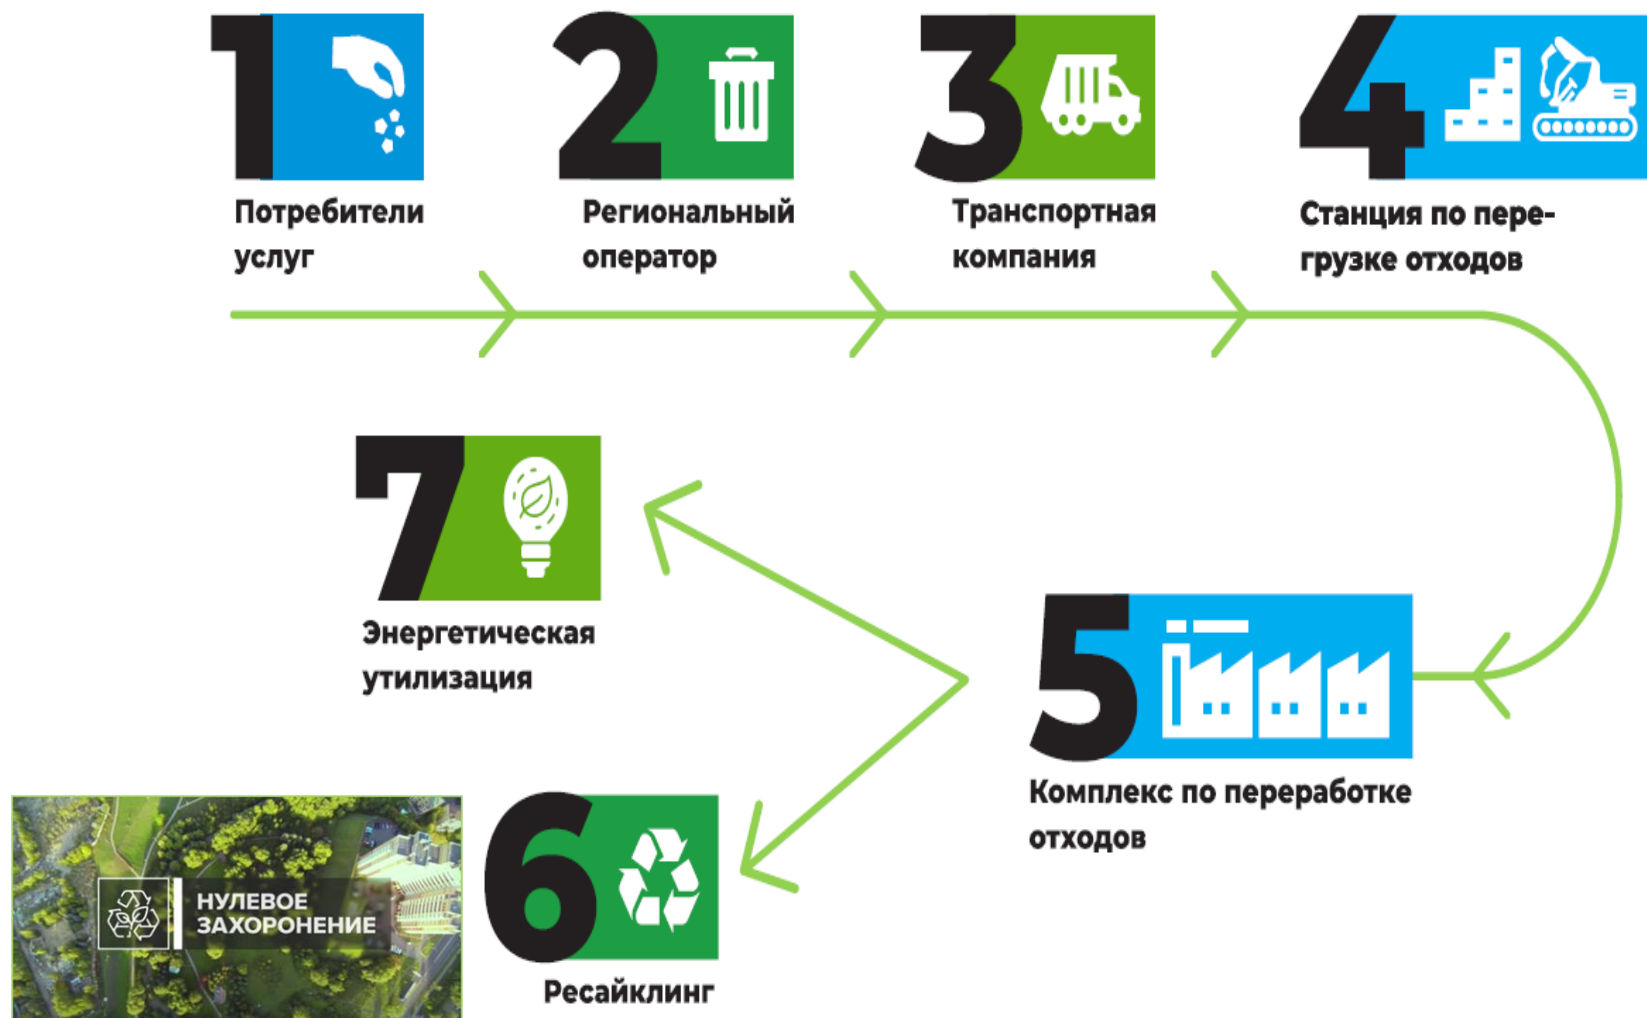 1
Потребители
услуг
2
Региональный
оператор
3
Транспортная
компания
4
Станция по пере-
грузке отходов
5
Комплекс по переработке
отходов
6
Ресайклинг
7
Энергетическая
утилизация
НУЛЕВОЕ
ЗАХОРОНЕНИЕ